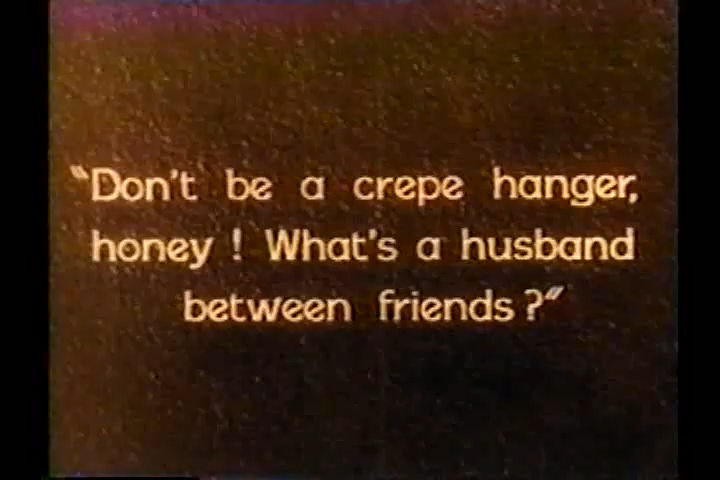 "Don't be a crepe hanger,
honey! What's a husband
between friends?"